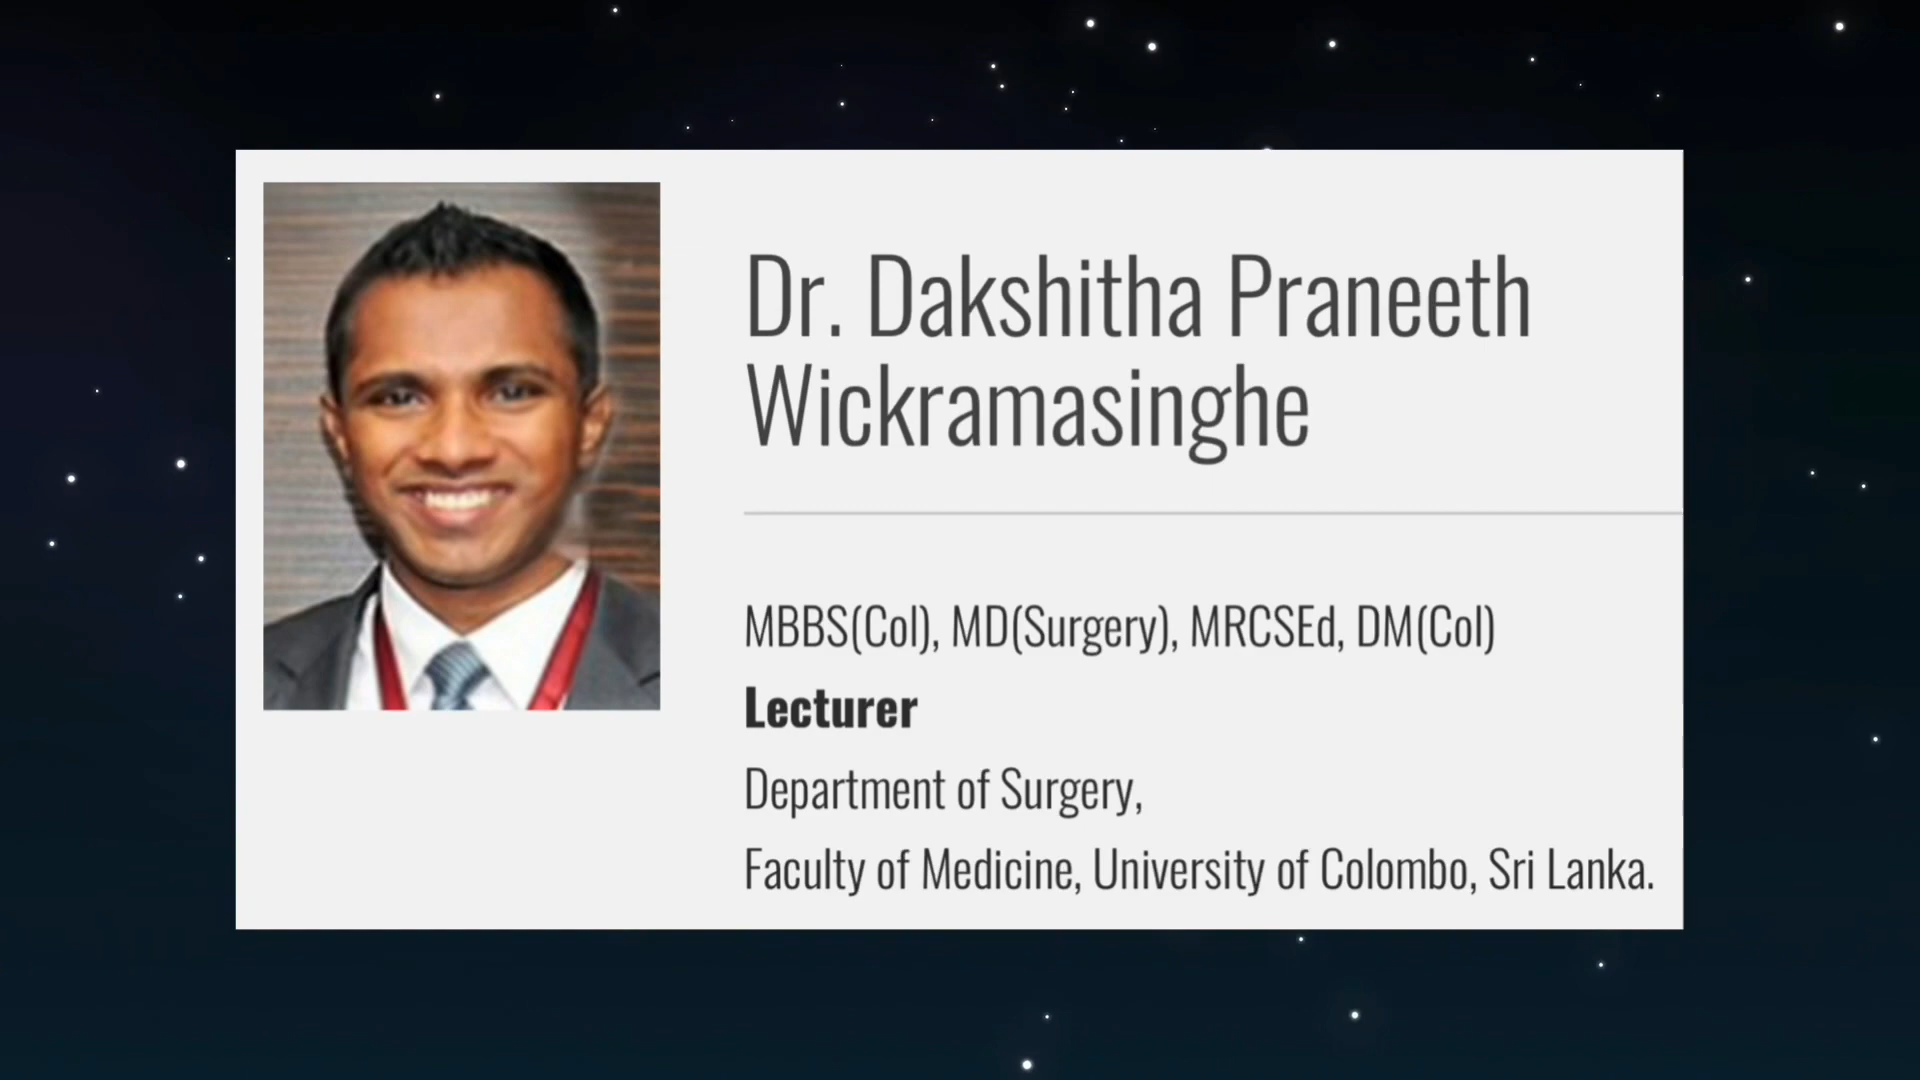 Dr. Dakshitha Praneeth
Wickramasinghe
MBBS(Col), MD(Surgery), MRCSEd, DM(Col)
Lecturer
Department of Surgery,
Faculty of Medicine, University of Colombo, Sri Lanka.